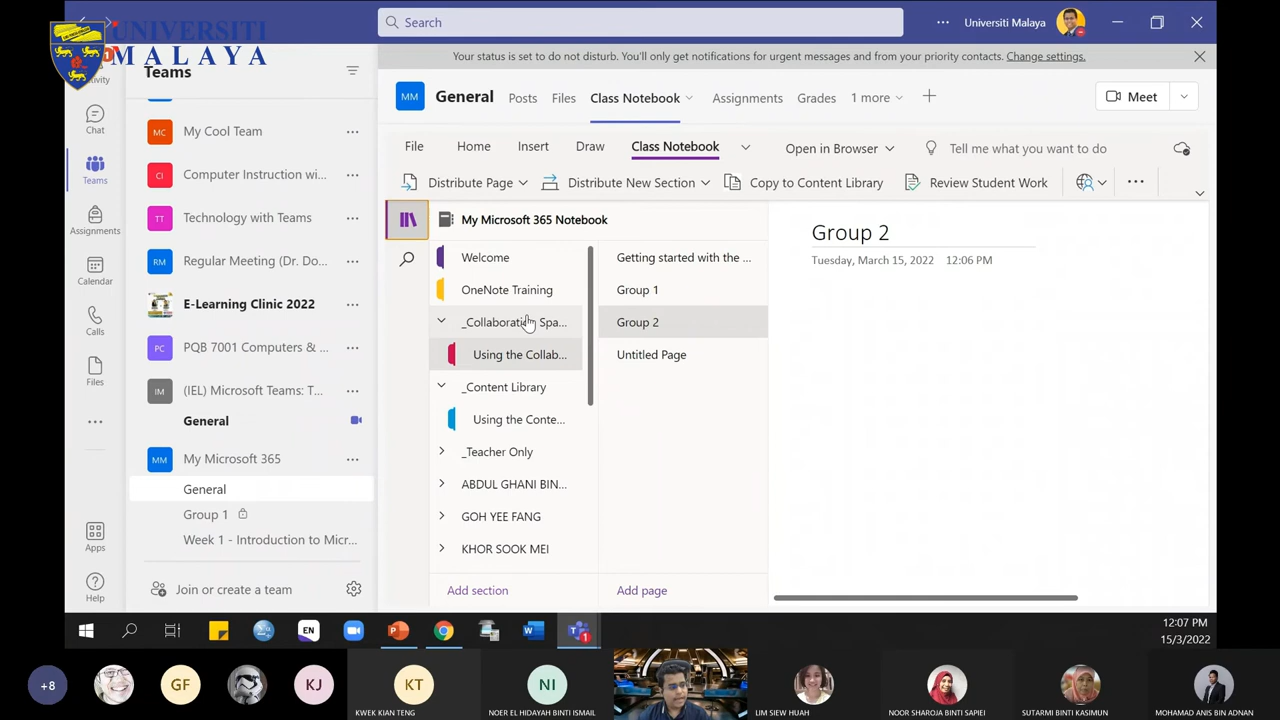 UNIVERSITI
MALAYA
Search
Universiti Malaya
Your status is set to do not disturb. You'll only get notifications for urgent messages and from your priority contacts. Change settings.
Activity
Chat
Teams
Assignments
Calendar
Calls
Files
Apps
Help
Teams
MC My Cool Team
CI Computer Instruction wi...
TT Technology with Teams
RM Regular Meeting (Dr. Do...
E-Learning Clinic 2022
PC PQB 7001 Computers & ...
IM (IEL) Microsoft Teams: T...
General
MM My Microsoft 365
General
Group 1
Week 1 - Introduction to Micr...
Join or create a team
MM General Posts Files Class Notebook Assignments Grades 1 more
Meet
File Home Insert Draw Class Notebook Open in Browser Tell me what you want to do
Distribute Page Distribute New Section Copy to Content Library Review Student Work
My Microsoft 365 Notebook
Welcome
OneNote Training
_Collaboration Spa...
Using the Collab...
_Content Library
Using the Conte...
_Teacher Only
ABDUL GHANI BIN...
GOH YEE FANG
KHOR SOOK MEI
Add section
Getting started with the ...
Group 1
Group 2
Untitled Page
Add page
Group 2
Tuesday, March 15, 2022 12:06 PM
EN
1
12:07 PM
15/3/2022
+8
GF
KJ
KT
NI
KWEK KIAN TENG
NOER EL HIDAYAH BINTI ISMAIL
LIM SIEW HUAH
NOOR SHAROJA BINTI SAPIEI
SUTARMI BINTI KASIMUN
MOHAMAD ANIS BIN ADNAN